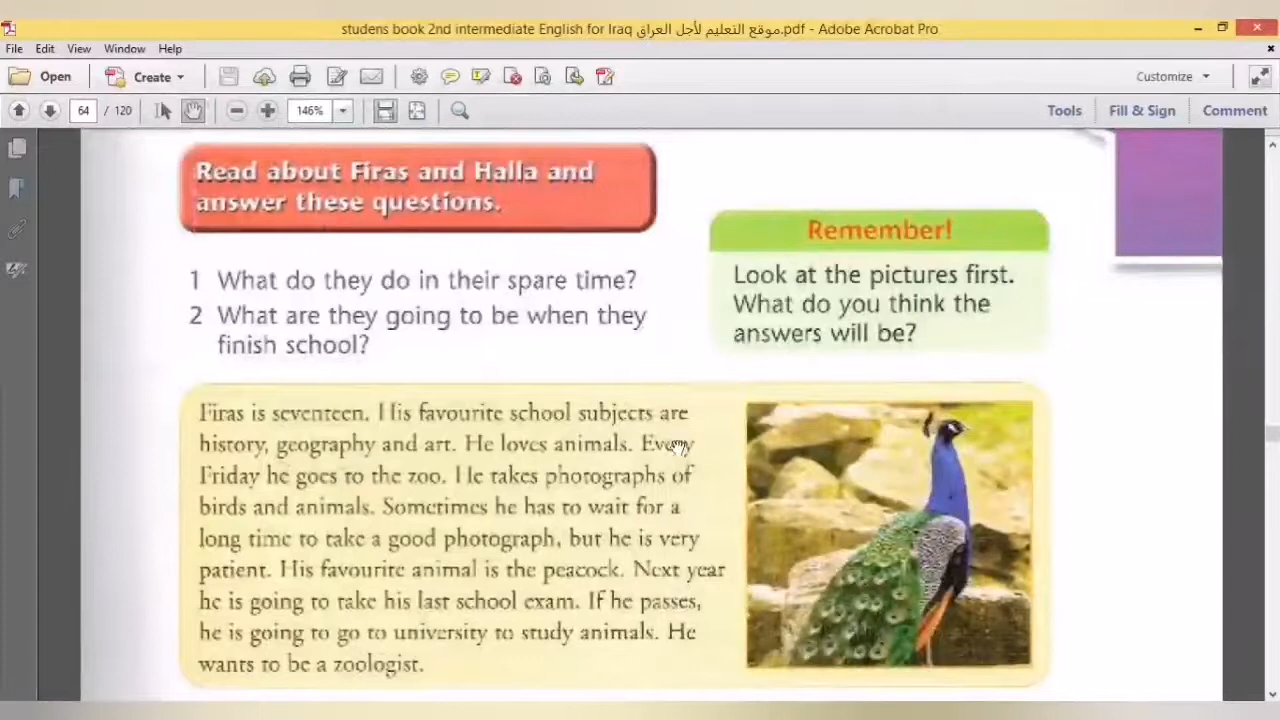 studens book 2nd intermediate English for Iraq موقع التعليم لأجل العراق.pdf - Adobe Acrobat Pro
File Edit View Window Help
Open Create Customize
64 / 120 146% Tools Fill & Sign Comment
Read about Firas and Halla and
answer these questions.
1 What do they do in their spare time?
2 What are they going to be when they
finish school?
Remember!
Look at the pictures first.
What do you think the
answers will be?
Firas is seventeen. His favourite school subjects are
history, geography and art. He loves animals. Every
Friday he goes to the zoo. He takes photographs of
birds and animals. Sometimes he has to wait for a
long time to take a good photograph, but he is very
patient. His favourite animal is the peacock. Next year
he is going to take his last school exam. If he passes,
he is going to go to university to study animals. He
wants to be a zoologist.